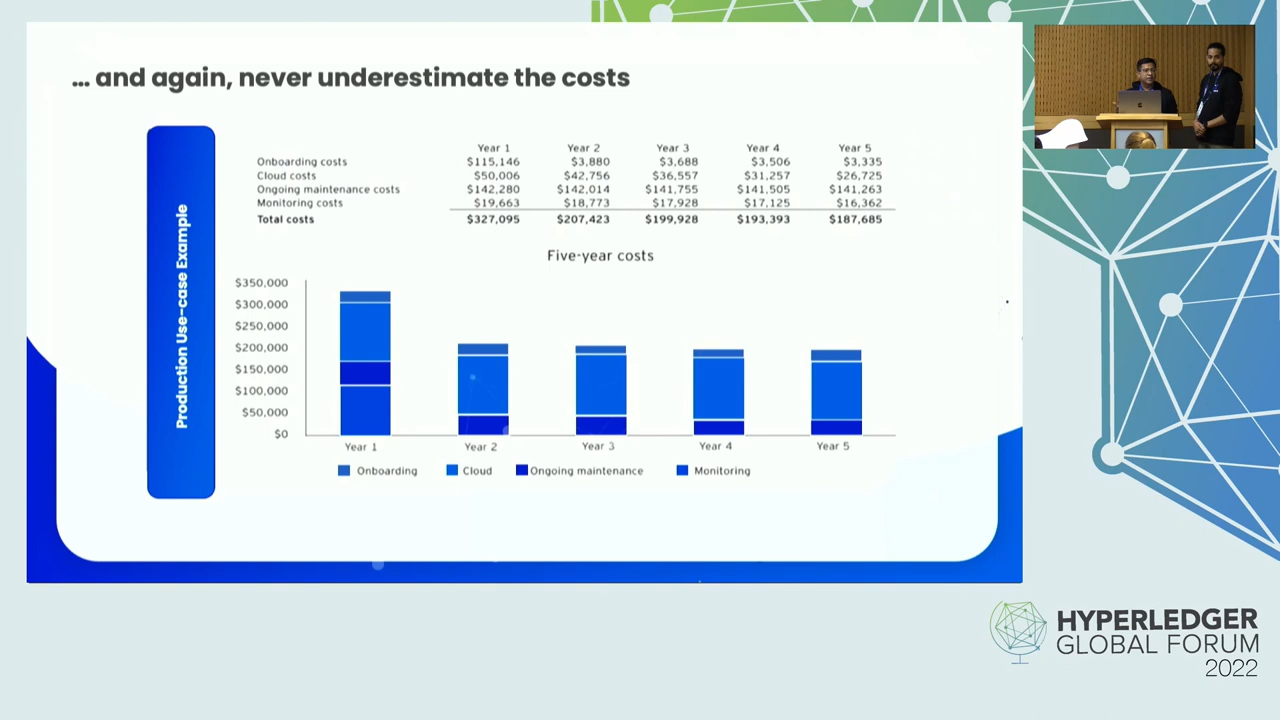 ... and again, never underestimate the costs
Production Use-case Example
Year 1 Year 2 Year 3 Year 4 Year 5
Onboarding costs $115,146 $3,880 $3,688 $3,506 $3,335
Cloud costs $50,006 $42,756 $36,557 $31,257 $26,725
Ongoing maintenance costs $142,280 $142,014 $141,755 $141,505 $141,263
Monitoring costs $19,663 $18,773 $17,928 $17,125 $16,362
Total costs $327,095 $207,423 $199,928 $193,393 $187,685
Five-year costs
$350,000
$300,000
$250,000
$200,000
$150,000
$100,000
$50,000
$0
Year 1 Year 2 Year 3 Year 4 Year 5
Onboarding Cloud Ongoing maintenance Monitoring
HYPERLEDGER
GLOBAL FORUM
2022